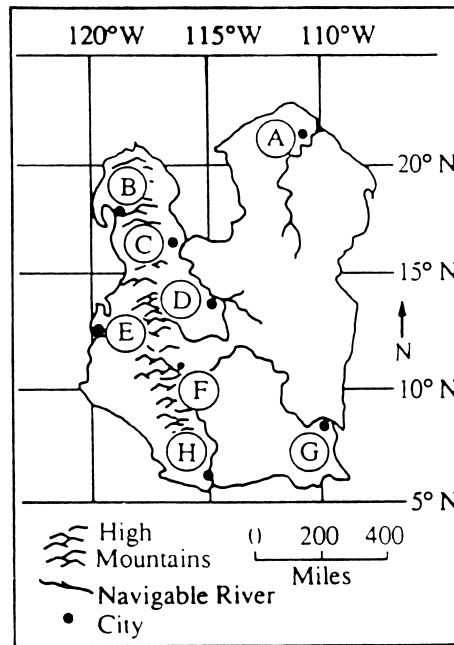 120°W 115°W 110°W
A
20° N
B
C
15° N
D
E
N
10° N
F
H
G
5° N
High
Mountains
Navigable River
City
0 200 400
Miles